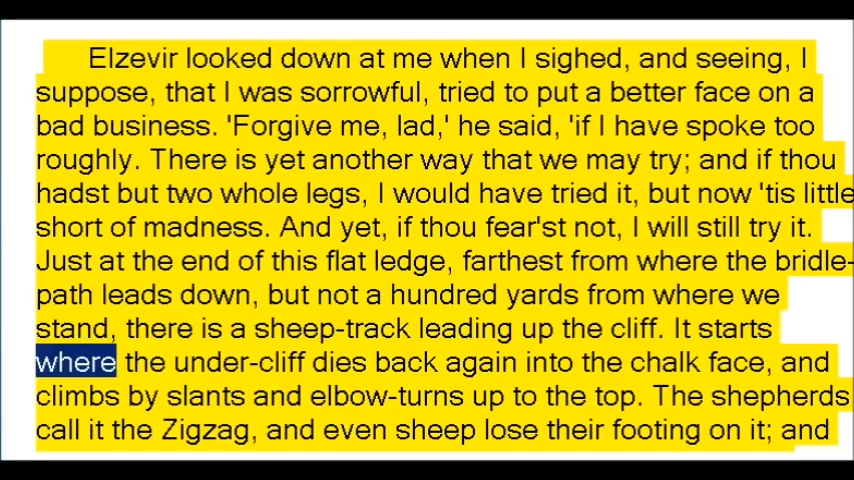 Elzevir looked down at me when I sighed, and seeing, I
suppose, that I was sorrowful, tried to put a better face on a
bad business. 'Forgive me, lad,' he said, 'if I have spoke too
roughly. There is yet another way that we may try; and if thou
hadst but two whole legs, I would have tried it, but now 'tis little
short of madness. And yet, if thou fear'st not, I will still try it.
Just at the end of this flat ledge, farthest from where the bridle-
path leads down, but not a hundred yards from where we
stand, there is a sheep-track leading up the cliff. It starts
where the under-cliff dies back again into the chalk face, and
climbs by slants and elbow-turns up to the top. The shepherds
call it the Zigzag, and even sheep lose their footing on it; and